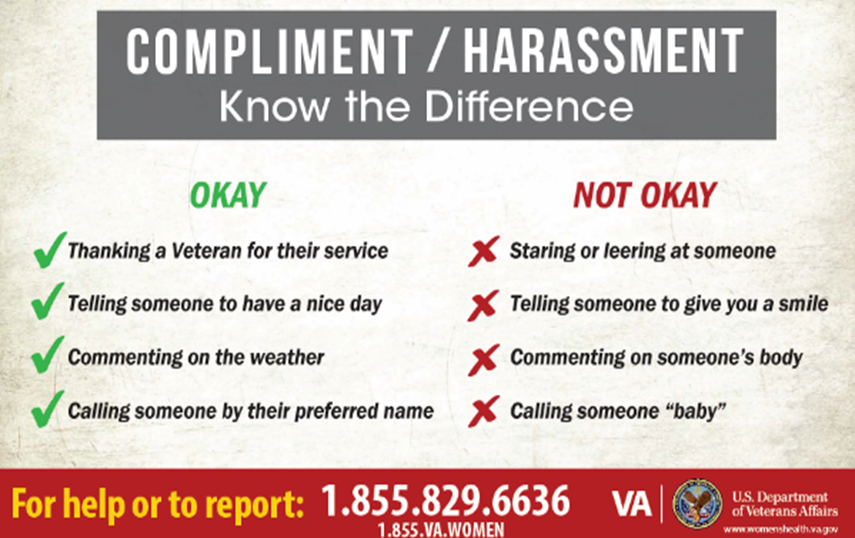 COMPLIMENT / HARASSMENT
Know the Difference
OKAY
Thanking a Veteran for their service
Telling someone to have a nice day
Commenting on the weather
Calling someone by their preferred name
NOT OKAY
Staring or leering at someone
Telling someone to give you a smile
Commenting on someone's body
Calling someone “baby”
For help or to report: 1.855.829.6636
1.855.VA.WOMEN
VA
U.S. Department
of Veterans Affairs
www.womenshealth.va.gov